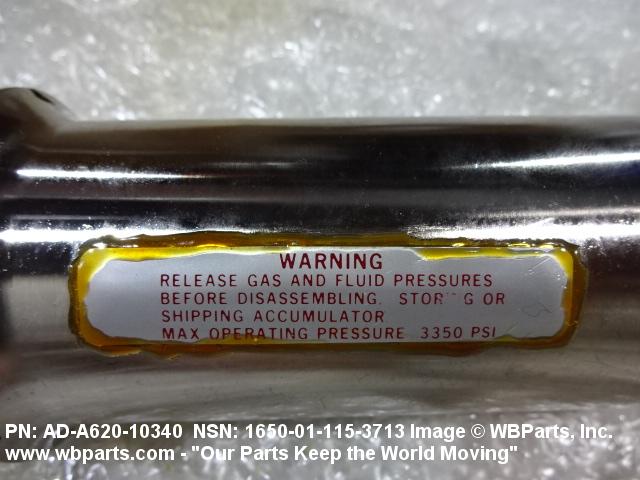 WARNING
RELEASE GAS AND FLUID PRESSURES
BEFORE DISASSEMBLING. OR
SHIPPING ACCUMULATOR
MAX OPERATING PRESSURE 3350 PSI
PN: AD-A620-10340 NSN: 1650-01-115-3713 Image © WBParts, Inc.
www.wbparts.com - "Our Parts Keep the World Moving"